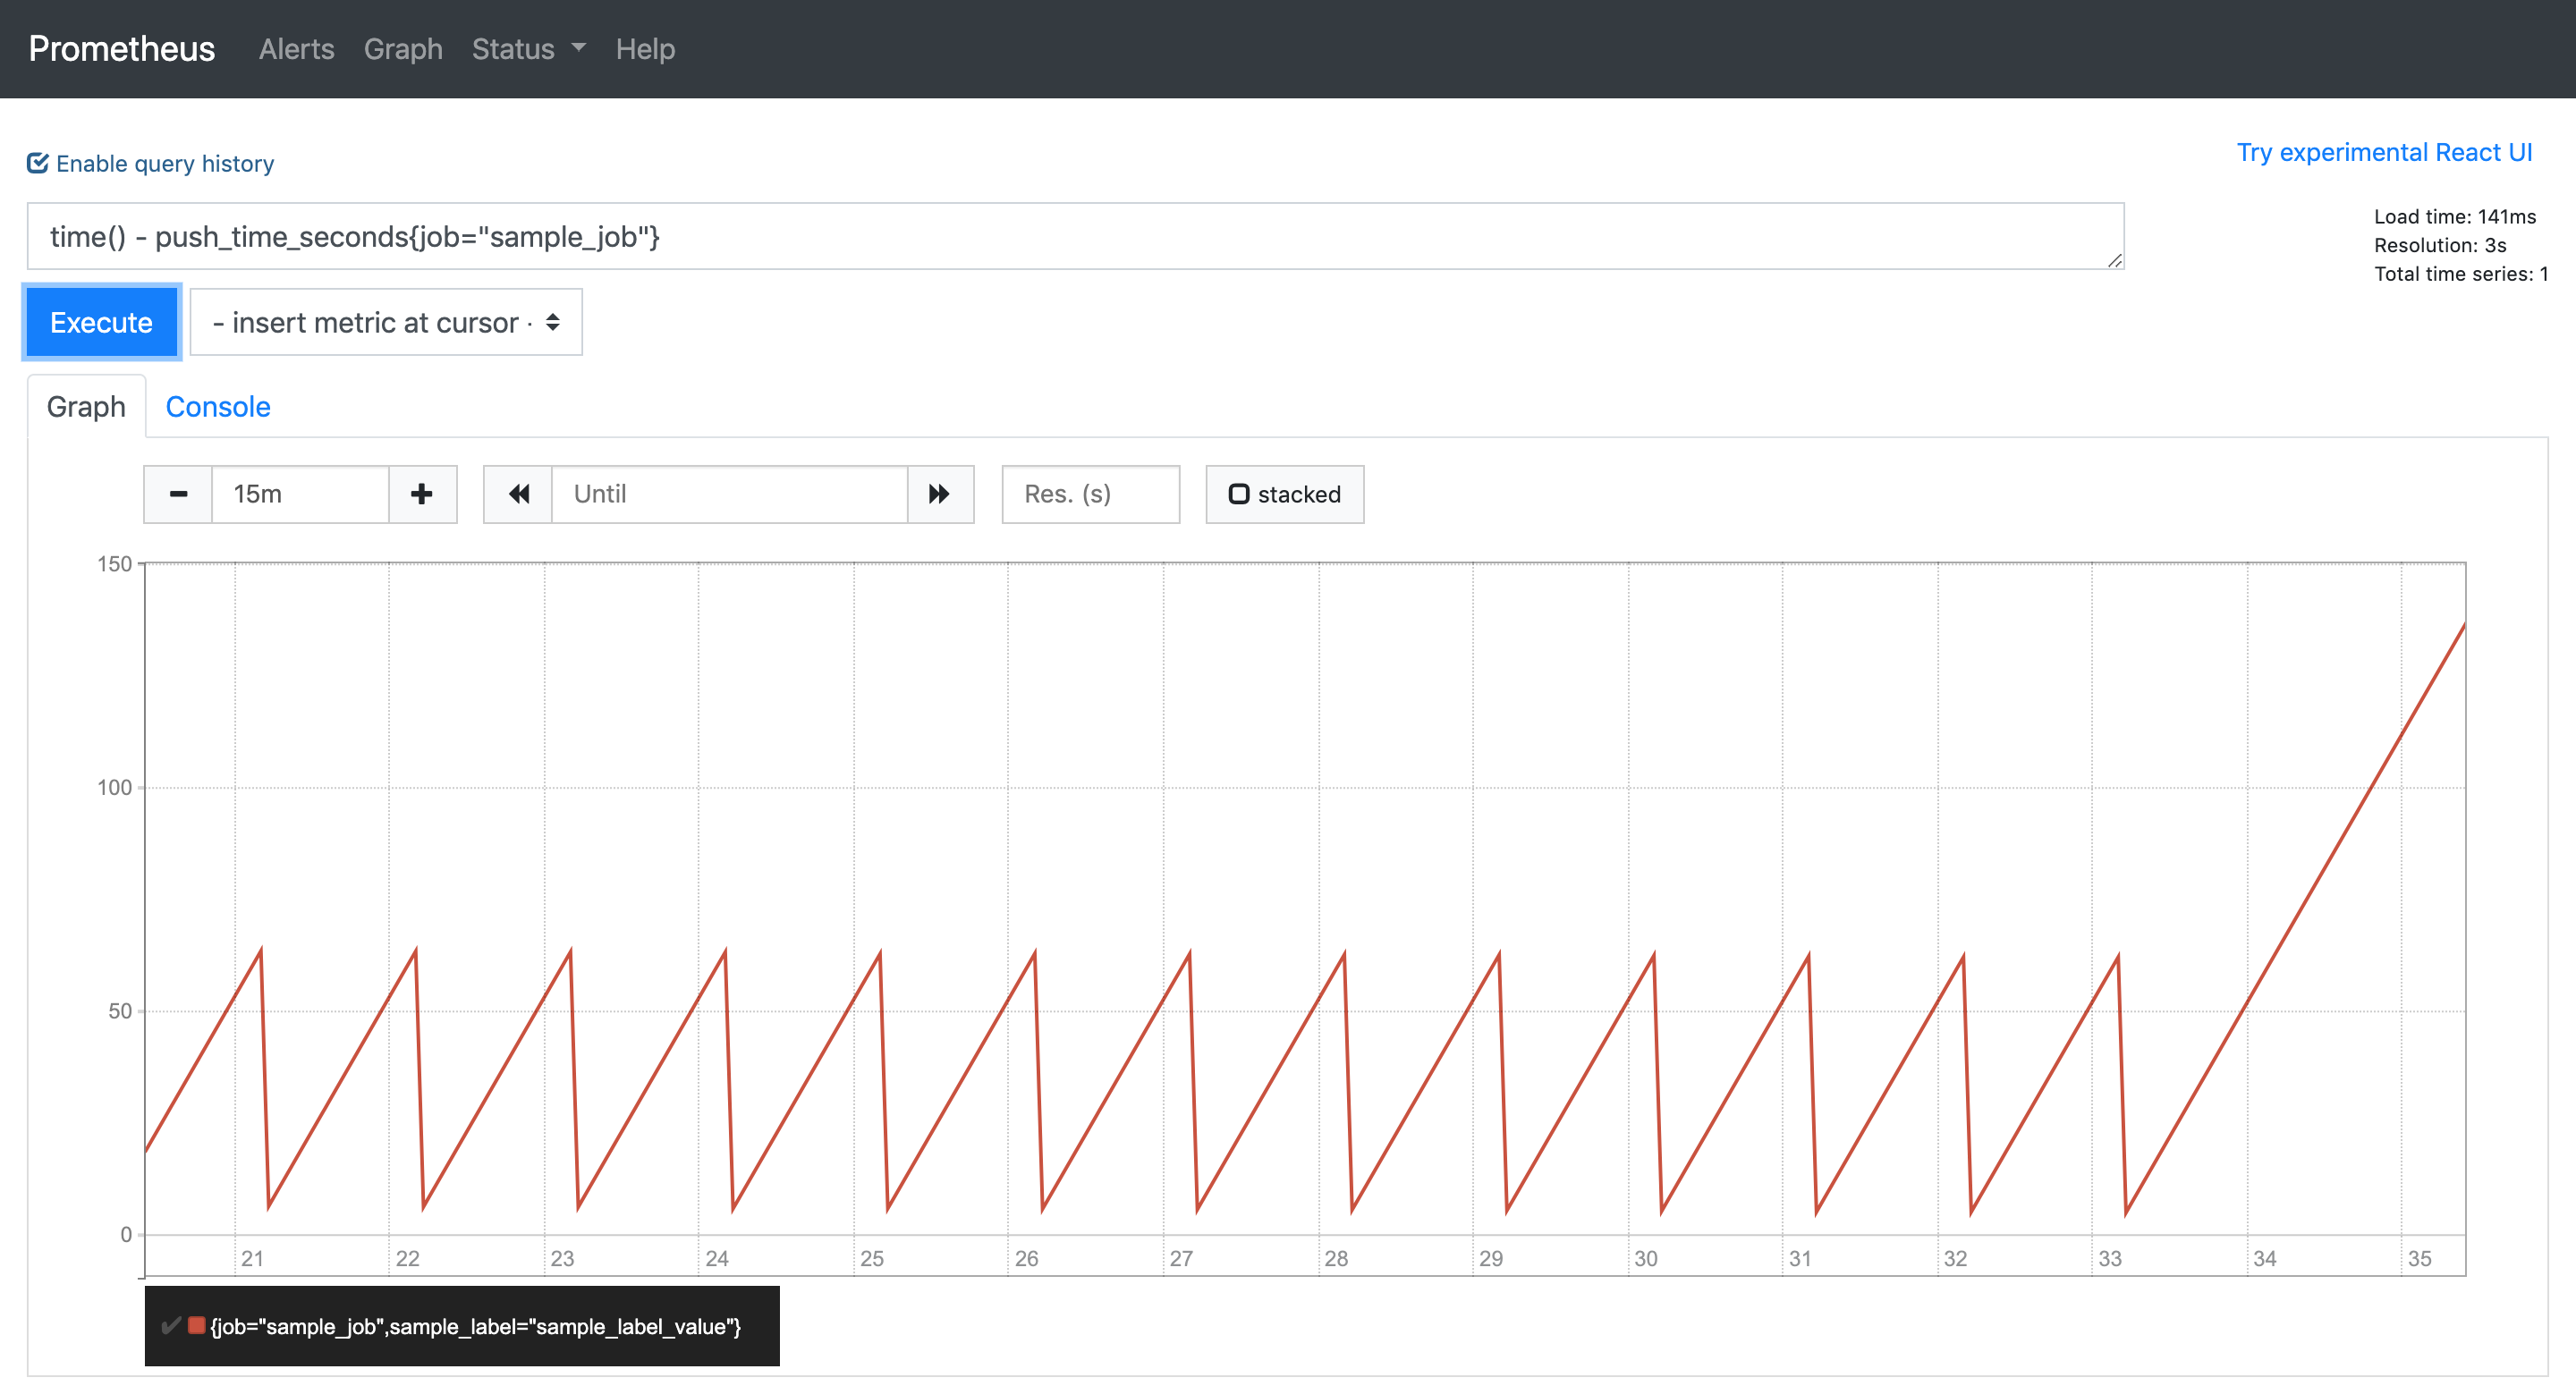 Prometheus Alerts Graph Status Help
Try experimental React UI
Enable query history
time() - push_time_seconds{job="sample_job"}
Load time: 141ms
Resolution: 3s
Total time series: 1
Execute - insert metric at cursor -
Graph Console
15m Until Res. (s) stacked
150
100
50
0
21 22 23 24 25 26 27 28 29 30 31 32 33 34 35
{job="sample_job",sample_label="sample_label_value"}